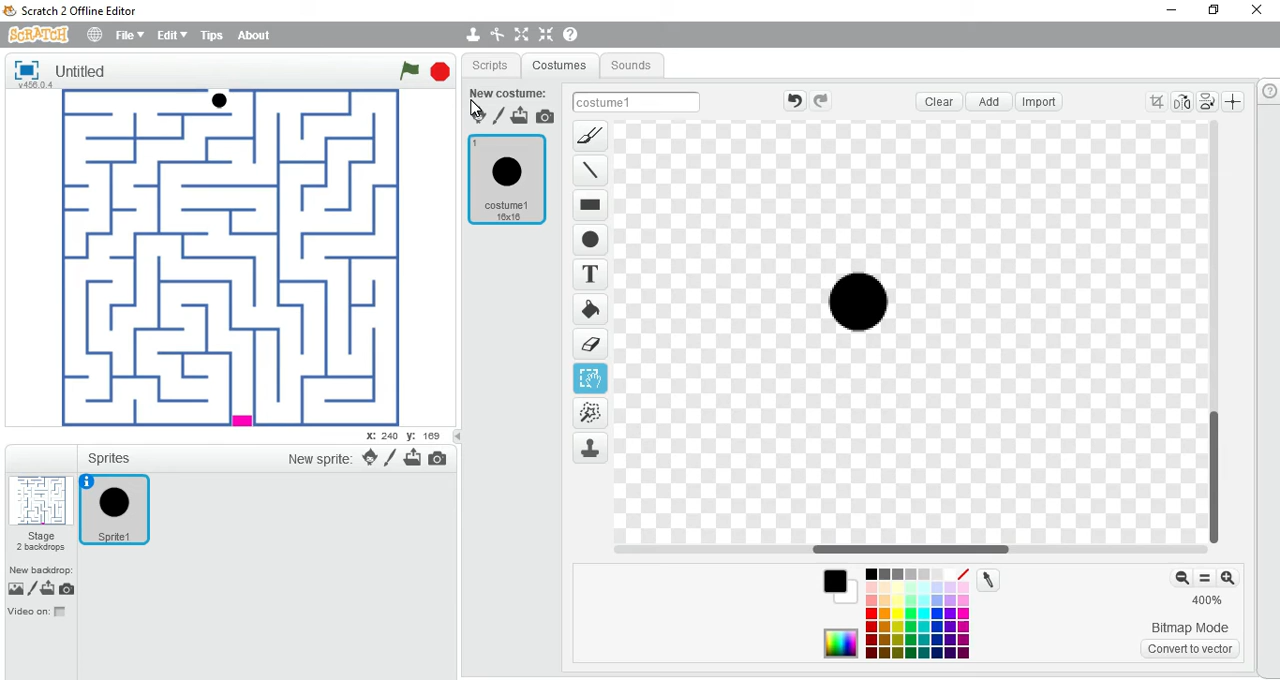 Scratch 2 Offline Editor
SCRATCH File Edit Tips About
Untitled
v456.0.4
Scripts Costumes Sounds
New costume:
1
costume1
16x16
costume1
Clear Add Import
T
x: 240 y: 169
Sprites New sprite:
Stage
2 backdrops
Sprite1
New backdrop:
Video on:
400%
Bitmap Mode
Convert to vector